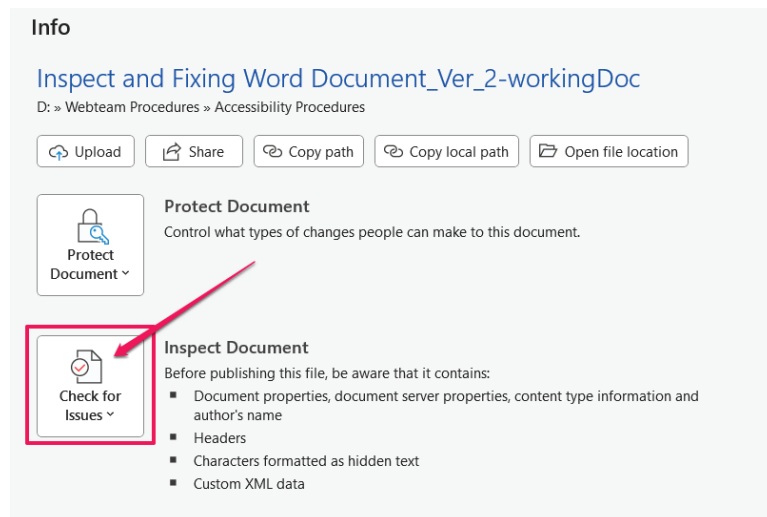 Info
Inspect and Fixing Word Document_Ver_2-workingDoc
D: » Webteam Procedures » Accessibility Procedures
Upload Share Copy path Copy local path Open file location
Protect Document
Protect Document
Control what types of changes people can make to this document.
Check for Issues
Inspect Document
Before publishing this file, be aware that it contains:
▪ Document properties, document server properties, content type information and
author's name
▪ Headers
▪ Characters formatted as hidden text
▪ Custom XML data